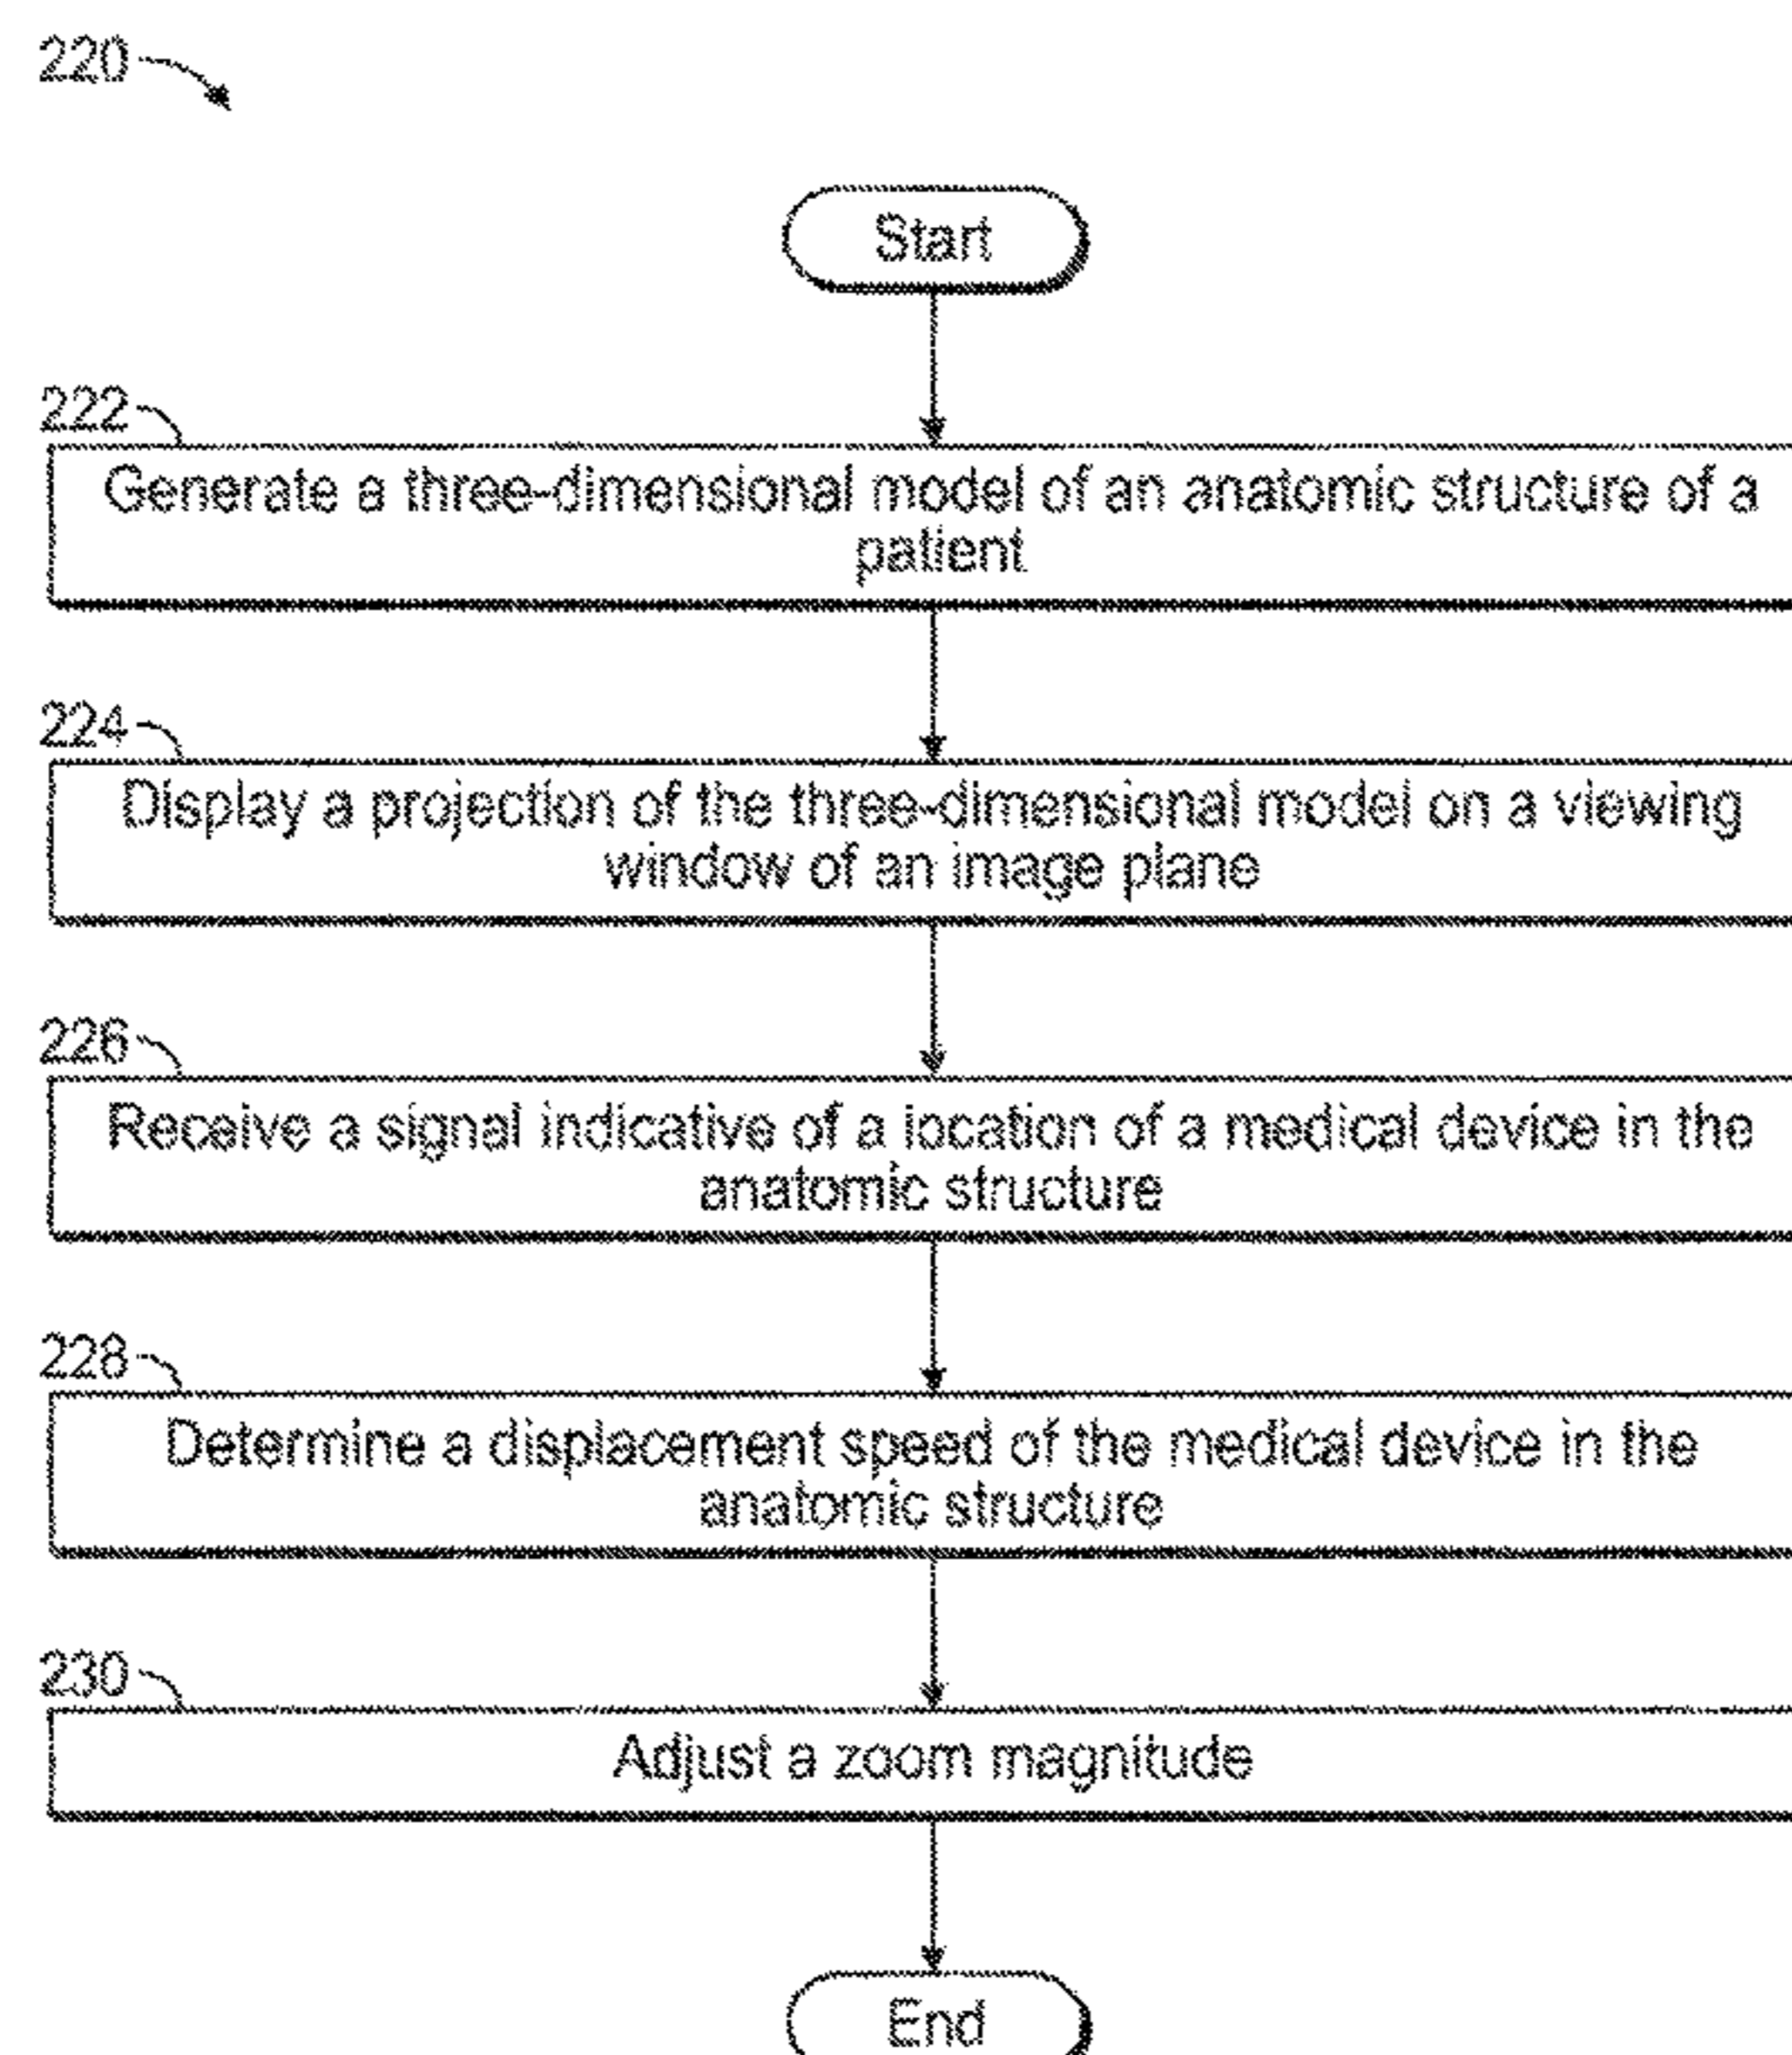 220
Start
222
Generate a three-dimensional model of an anatomic structure of a
patient
224
Display a projection of the three-dimensional model on a viewing
window of an image plane
226
Receive a signal indicative of a location of a medical device in the
anatomic structure
228
Determine a displacement speed of the medical device in the
anatomic structure
230
Adjust a zoom magnitude
End